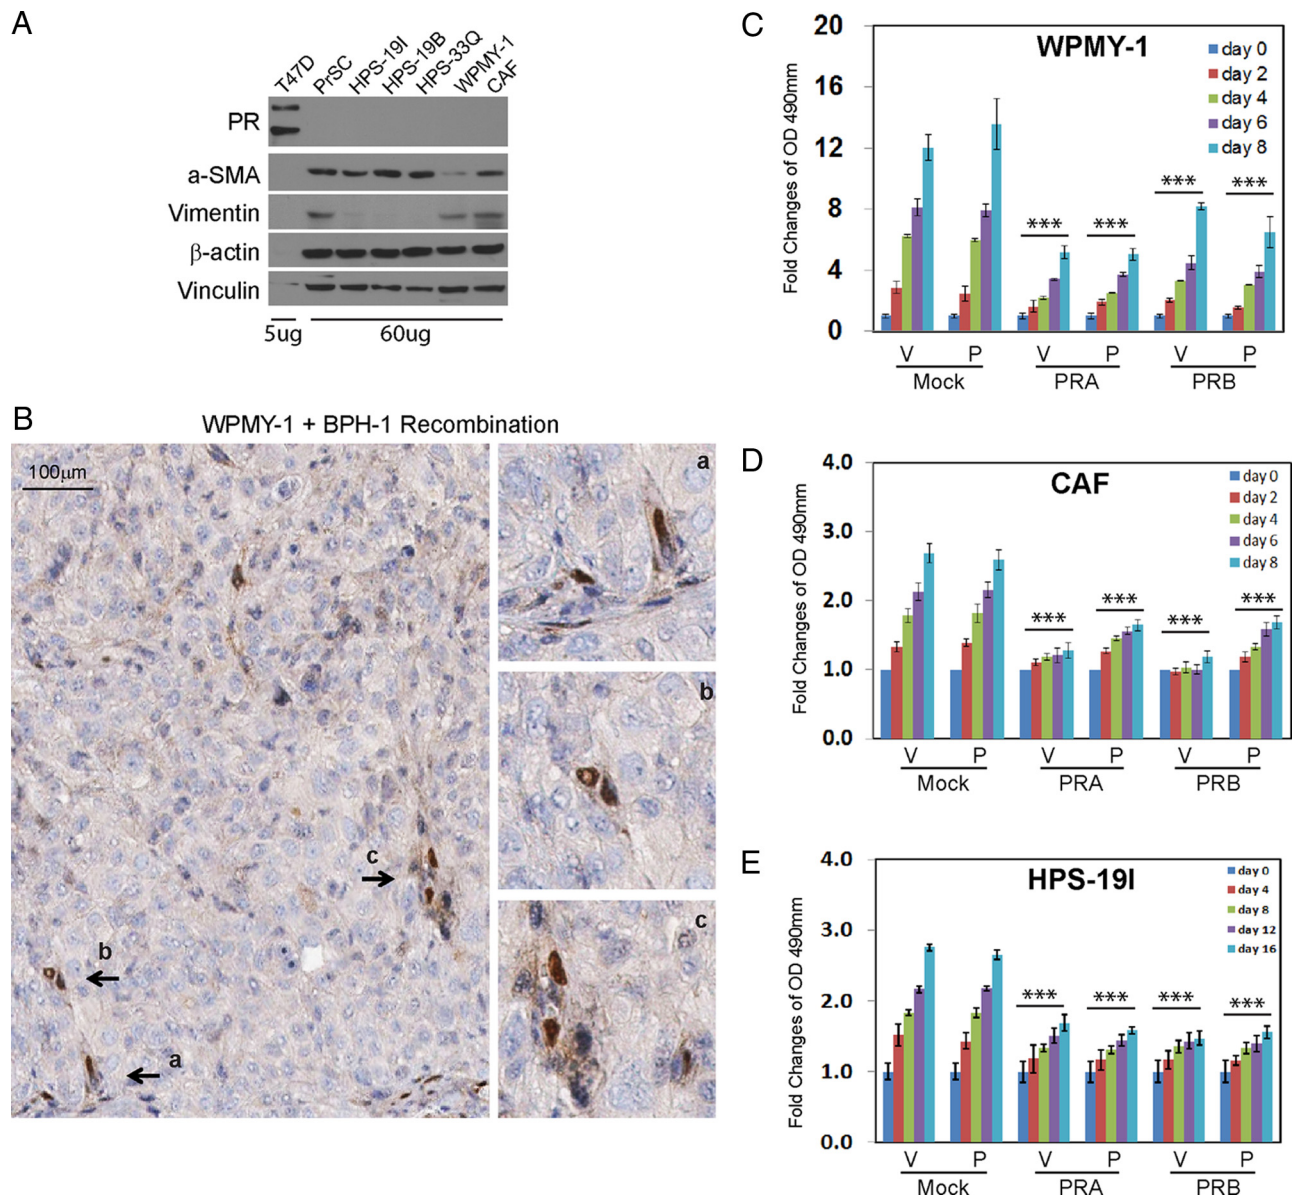 A
T47D
PrSC
HPS-19I
HPS-19B
HPS-33Q
WPMY-1
CAF
PR
a-SMA
Vimentin
β-actin
Vinculin
5ug
60ug
B
WPMY-1 + BPH-1 Recombination
100μm
c
b
a
a
b
c
C
WPMY-1
Fold Changes of OD 490mm
20
16
12
8
4
0
day 0
day 2
day 4
day 6
day 8
*** *** *** ***
V P V P V P
Mock PRA PRB
D
CAF
Fold Changes of OD 490mm
4.0
3.0
2.0
1.0
0.0
day 0
day 2
day 4
day 6
day 8
*** *** *** ***
V P V P V P
Mock PRA PRB
E
HPS-19I
Fold Changes of OD 490mm
4.0
3.0
2.0
1.0
0.0
day 0
day 4
day 8
day 12
day 16
*** *** *** ***
V P V P V P
Mock PRA PRB